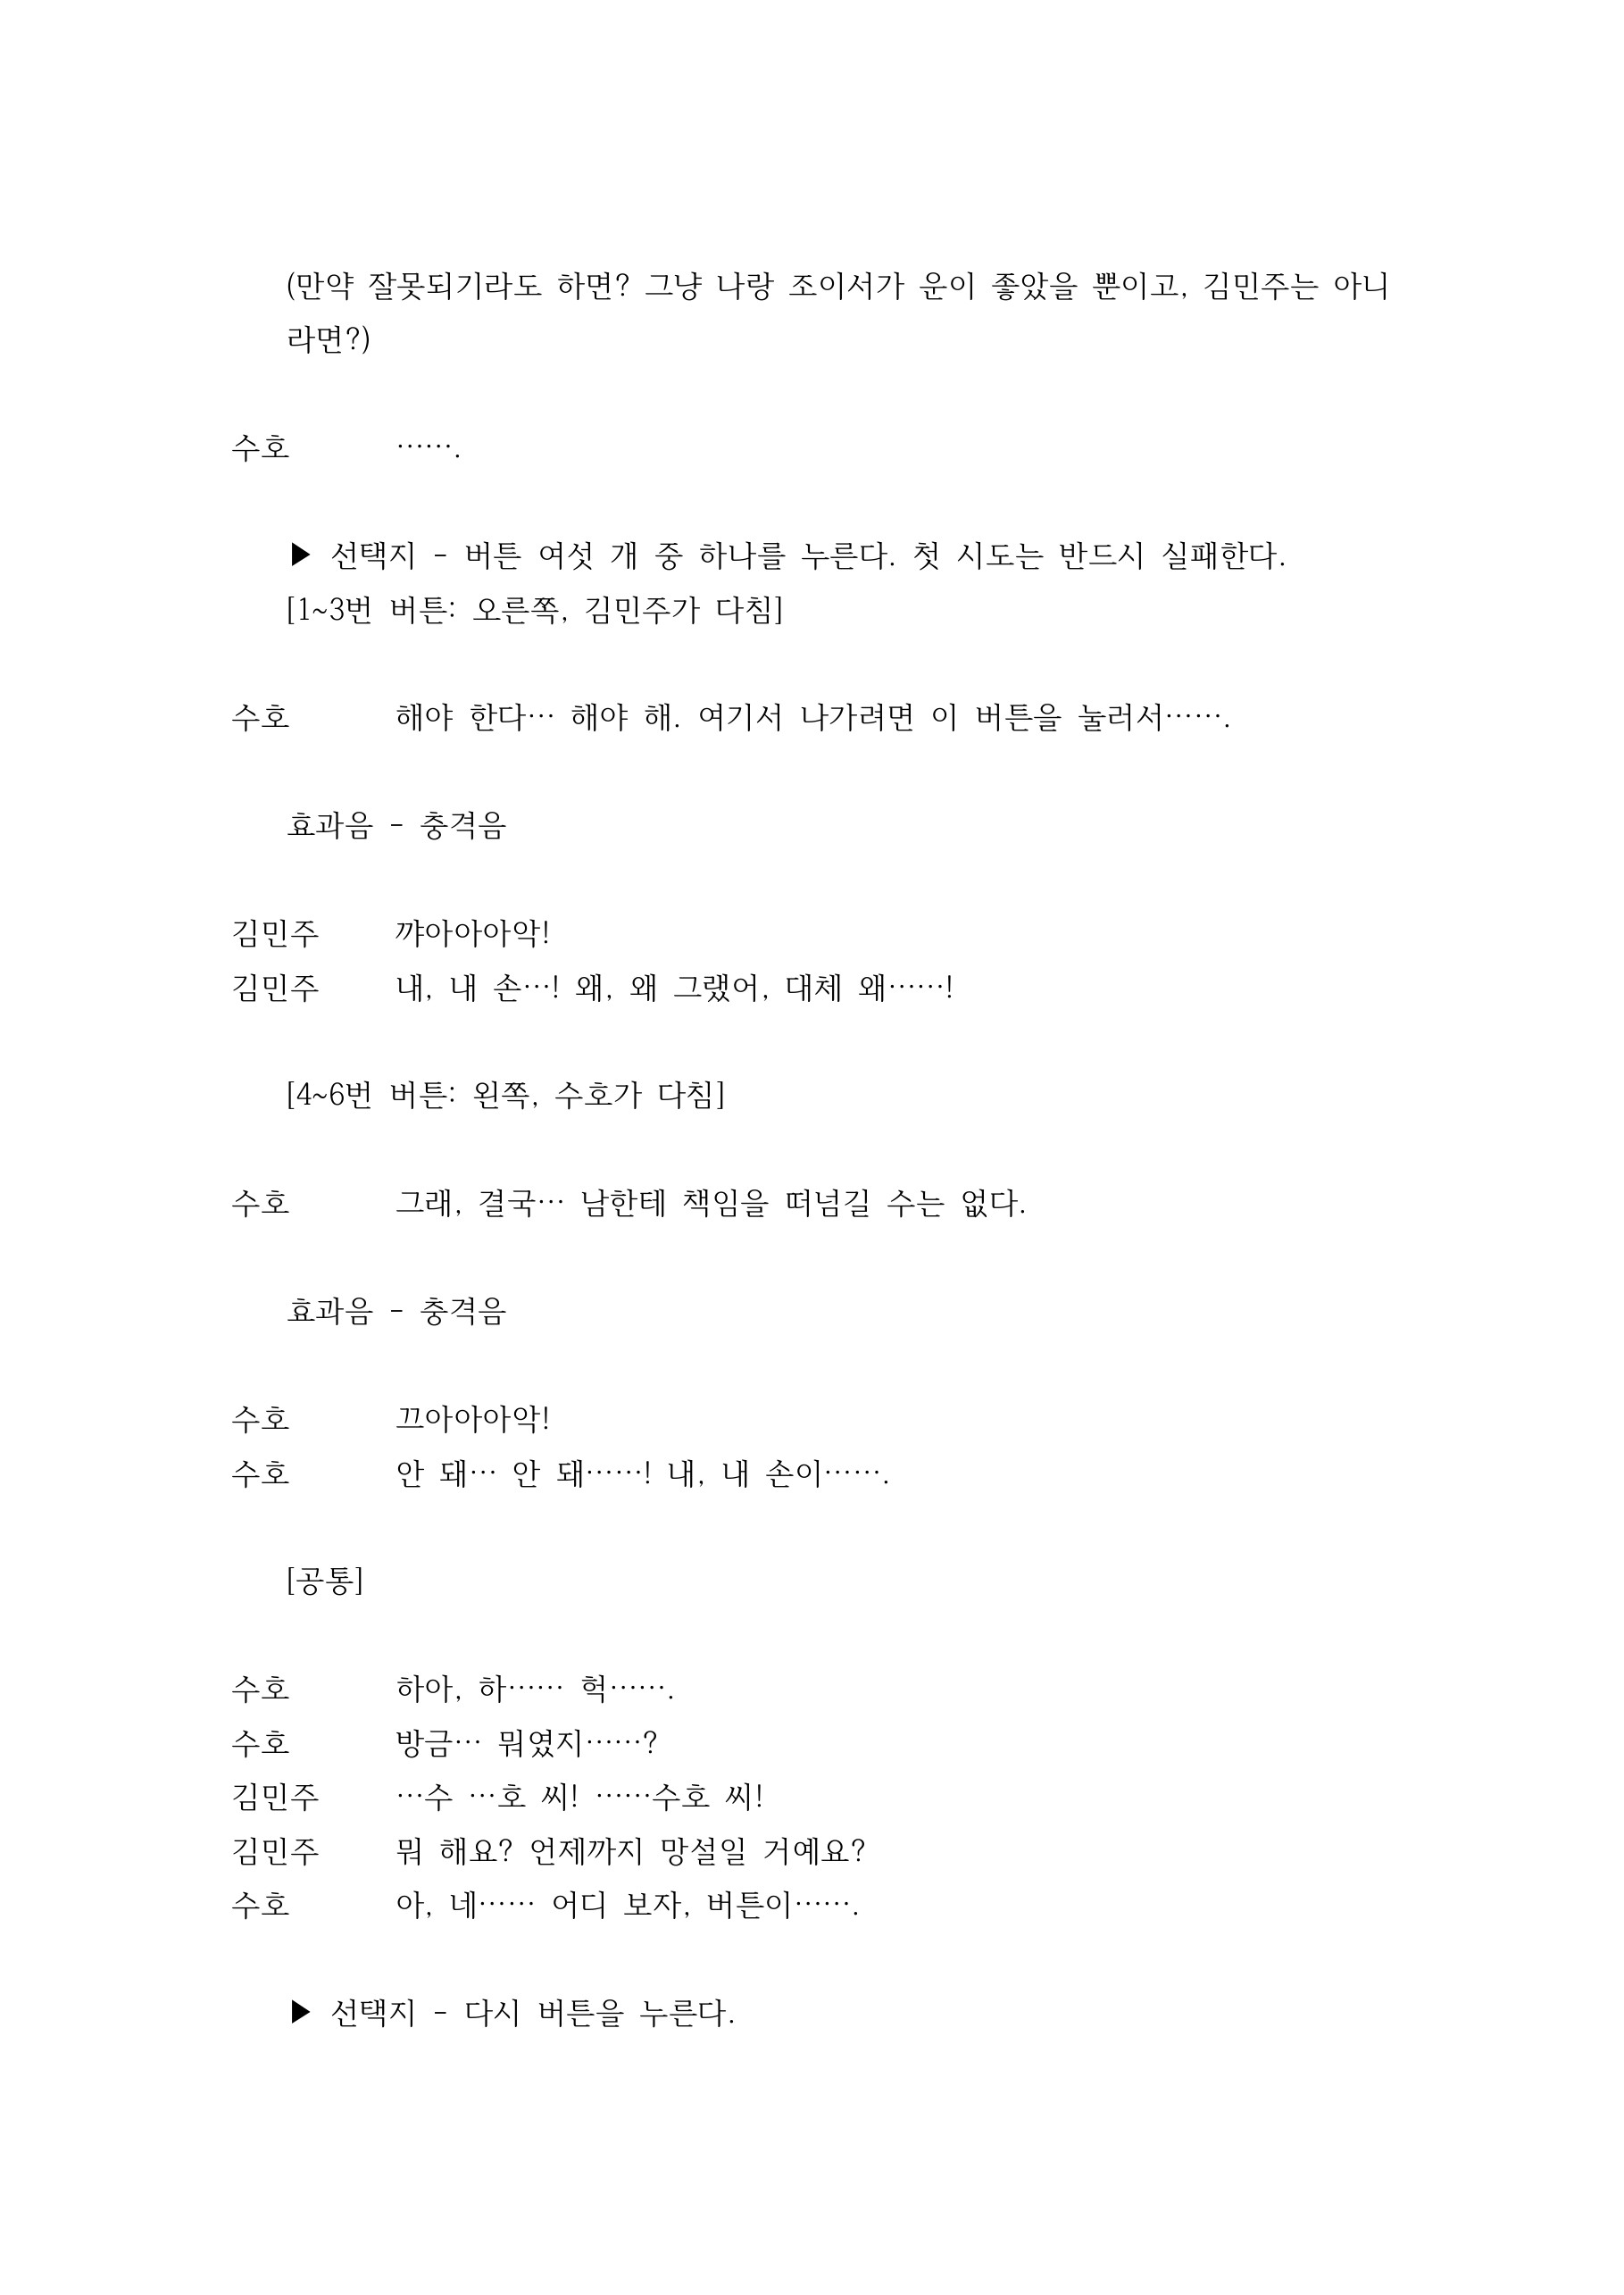 (만약 잘못되기라도 하면? 그냥 나랑 조이서가 운이 좋았을 뿐이고, 김민주는 아니
라면?)
수호 …….
▶ 선택지 - 버튼 여섯 개 중 하나를 누른다. 첫 시도는 반드시 실패한다.
[1~3번 버튼: 오른쪽, 김민주가 다침]
수호 해야 한다… 해야 해. 여기서 나가려면 이 버튼을 눌러서…….
효과음 - 충격음
김민주 꺄아아아악!
김민주 내, 내 손…! 왜, 왜 그랬어, 대체 왜……!
[4~6번 버튼: 왼쪽, 수호가 다침]
수호 그래, 결국… 남한테 책임을 떠넘길 수는 없다.
효과음 - 충격음
수호 끄아아아악!
수호 안 돼… 안 돼……! 내, 내 손이…….
[공통]
수호 하아, 하…… 헉…….
수호 방금… 뭐였지……?
김민주 …수 …호 씨! ……수호 씨!
김민주 뭐 해요? 언제까지 망설일 거예요?
수호 아, 네…… 어디 보자, 버튼이…….
▶ 선택지 - 다시 버튼을 누른다.